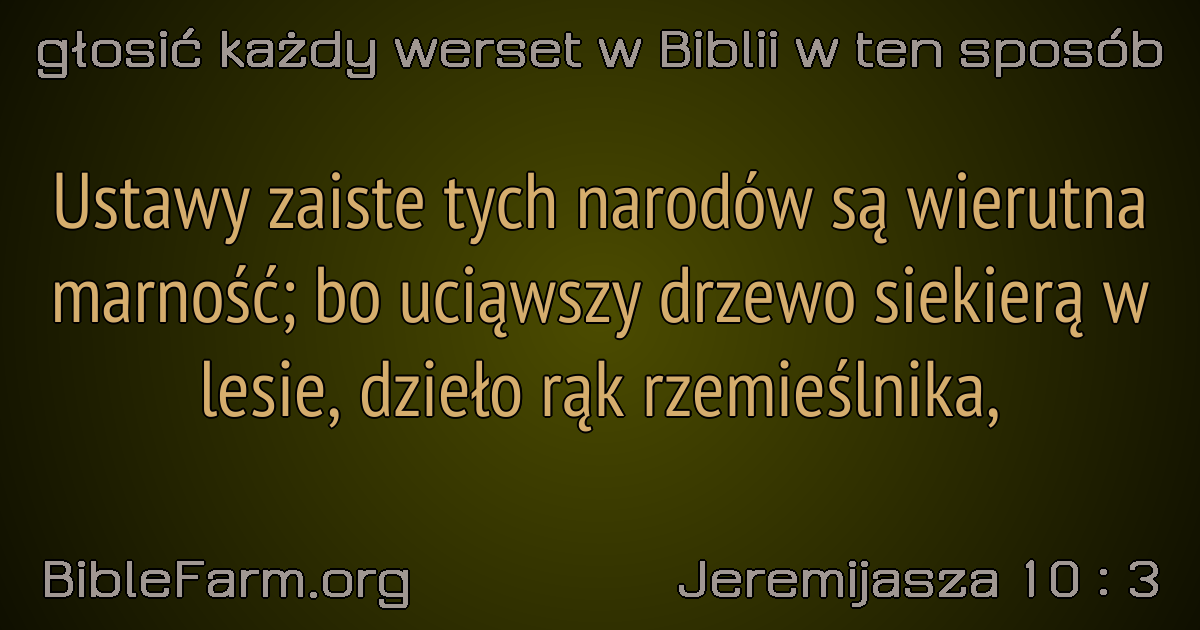 głosić każdy werset w Biblii w ten sposób
Ustawy zaiste tych narodów są wierutna
marność; bo uciąwszy drzewo siekierą w
lesie, dzieło rąk rzemieślnika,
BibleFarm.org
Jeremijasza 10 : 3